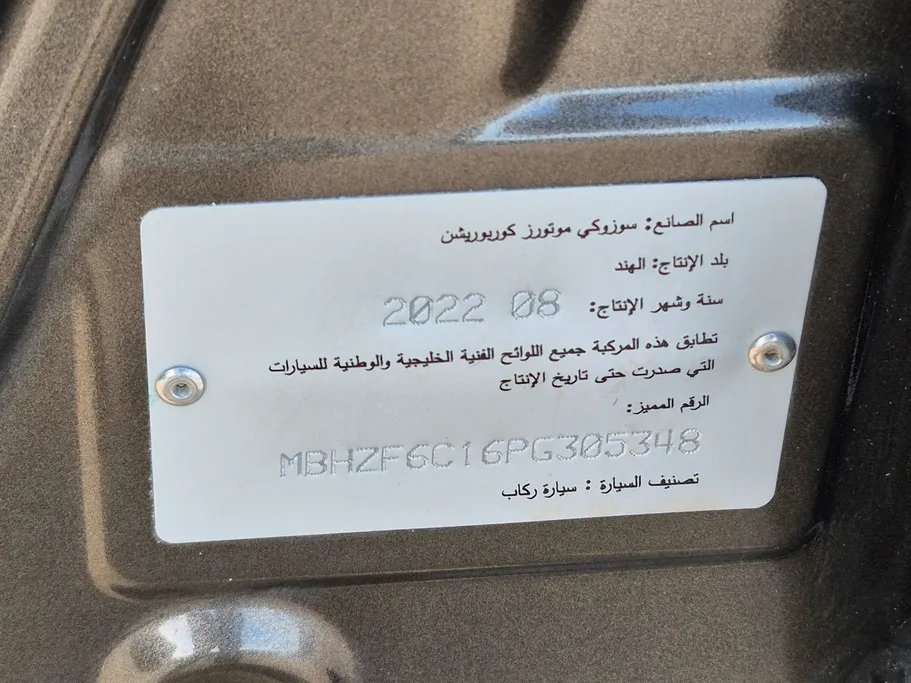 اسم الصانع: سوزوكي موتورز كوربوريشن
بلد الإنتاج: الهند
سنة وشهر الإنتاج: 2022 08
تطابق هذه المركبة جميع اللوائح الفنية الخليجية والوطنية للسيارات
التي صدرت حتى تاريخ الإنتاج
الرقم المميز:
MBHZF6C16PG305348
تصنيف السيارة : سيارة ركاب